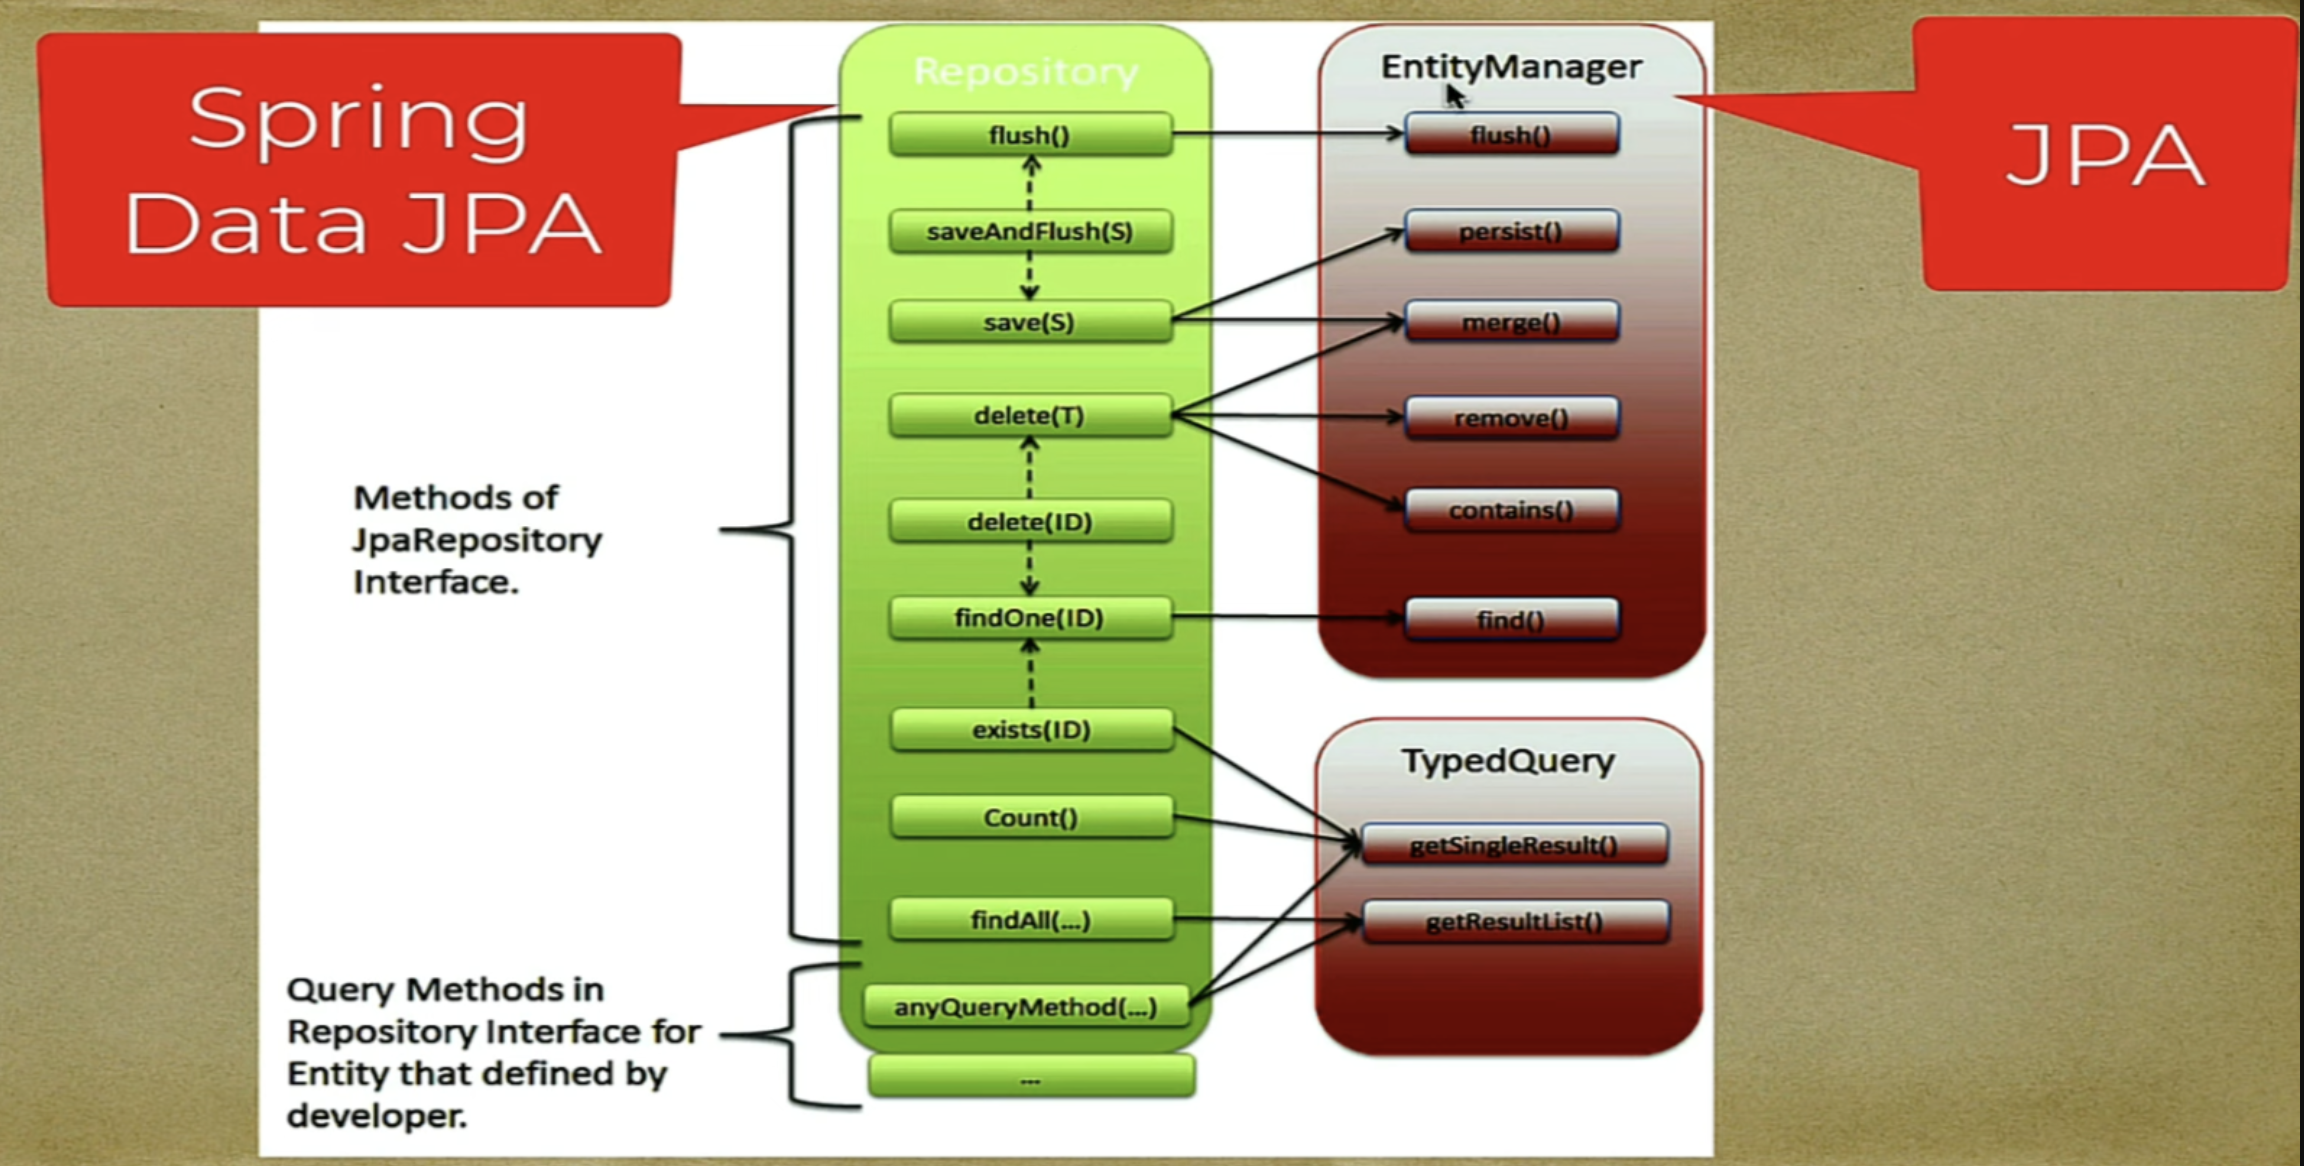 Spring
Data JPA
Repository
EntityManager
JPA
flush()
flush()
saveAndFlush(S)
persist()
save(S)
merge()
delete(T)
remove()
Methods of
JpaRepository
Interface.
delete(ID)
contains()
findOne(ID)
find()
exists(ID)
TypedQuery
Count()
getSingleResult()
findAll(...)
getResultList()
Query Methods in
Repository Interface for
Entity that defined by
developer.
anyQueryMethod(...)
...